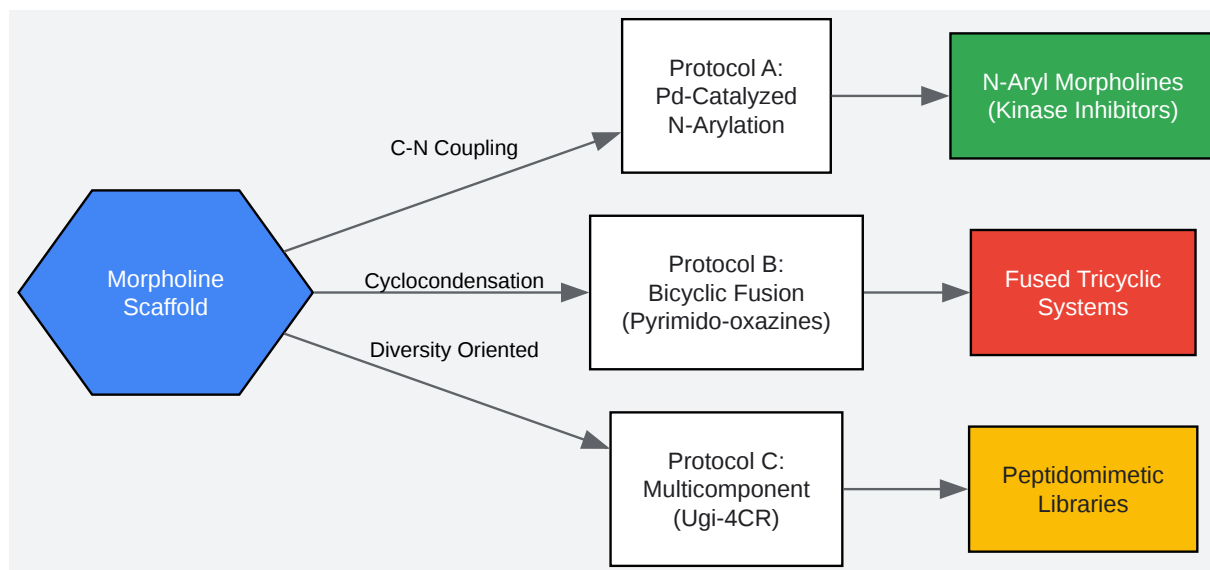 Morpholine
Scaffold
C-N Coupling
Cyclocondensation
Diversity Oriented
Protocol A:
Pd-Catalyzed
N-Arylation
N-Aryl Morpholines
(Kinase Inhibitors)
Protocol B:
Bicyclic Fusion
(Pyrimido-oxazines)
Fused Tricyclic
Systems
Protocol C:
Multicomponent
(Ugi-4CR)
Peptidomimetic
Libraries